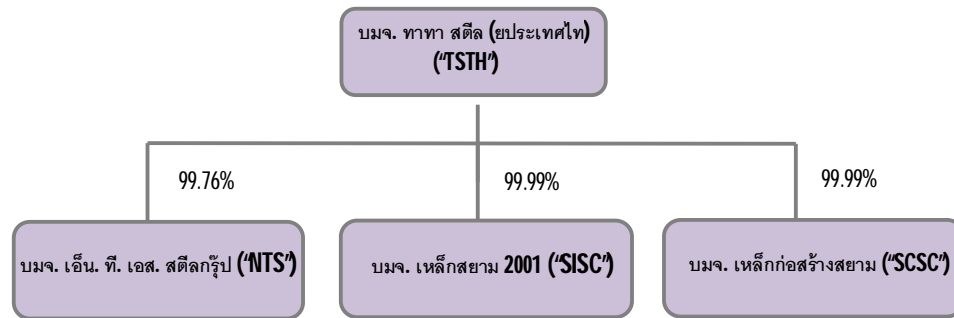 บมจ. ทาทา สตีล (ยประเทศไท)
("TSTH")
99.76%
99.99%
99.99%
บมจ. เอ็น. ที. เอส. สตีลกรุ๊ป ("NTS")
บมจ. เหล็กสยาม 2001 ("SISC")
บมจ. เหล็กก่อสร้างสยาม ("SCSC")